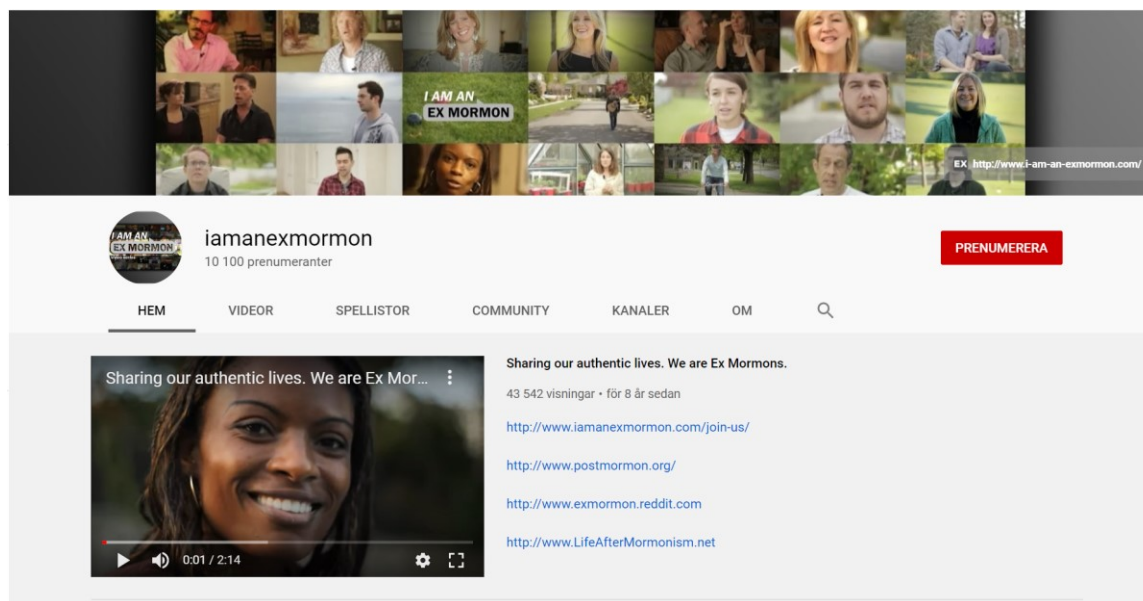 I AM AN
EX MORMON
EX http://www.i-am-an-exmormon.com/
I AM AN
EX MORMON
iamanexmormon
10 100 prenumeranter
PRENUMERERA
HEM
VIDEOR
SPELLISTOR
COMMUNITY
KANALER
OM
Sharing our authentic lives. We are Ex Mor...
0:01 / 2:14
Sharing our authentic lives. We are Ex Mormons.
43 542 visningar • för 8 år sedan
http://www.iamanexmormon.com/join-us/
http://www.postmormon.org/
http://www.exmormon.reddit.com
http://www.LifeAfterMormonism.net